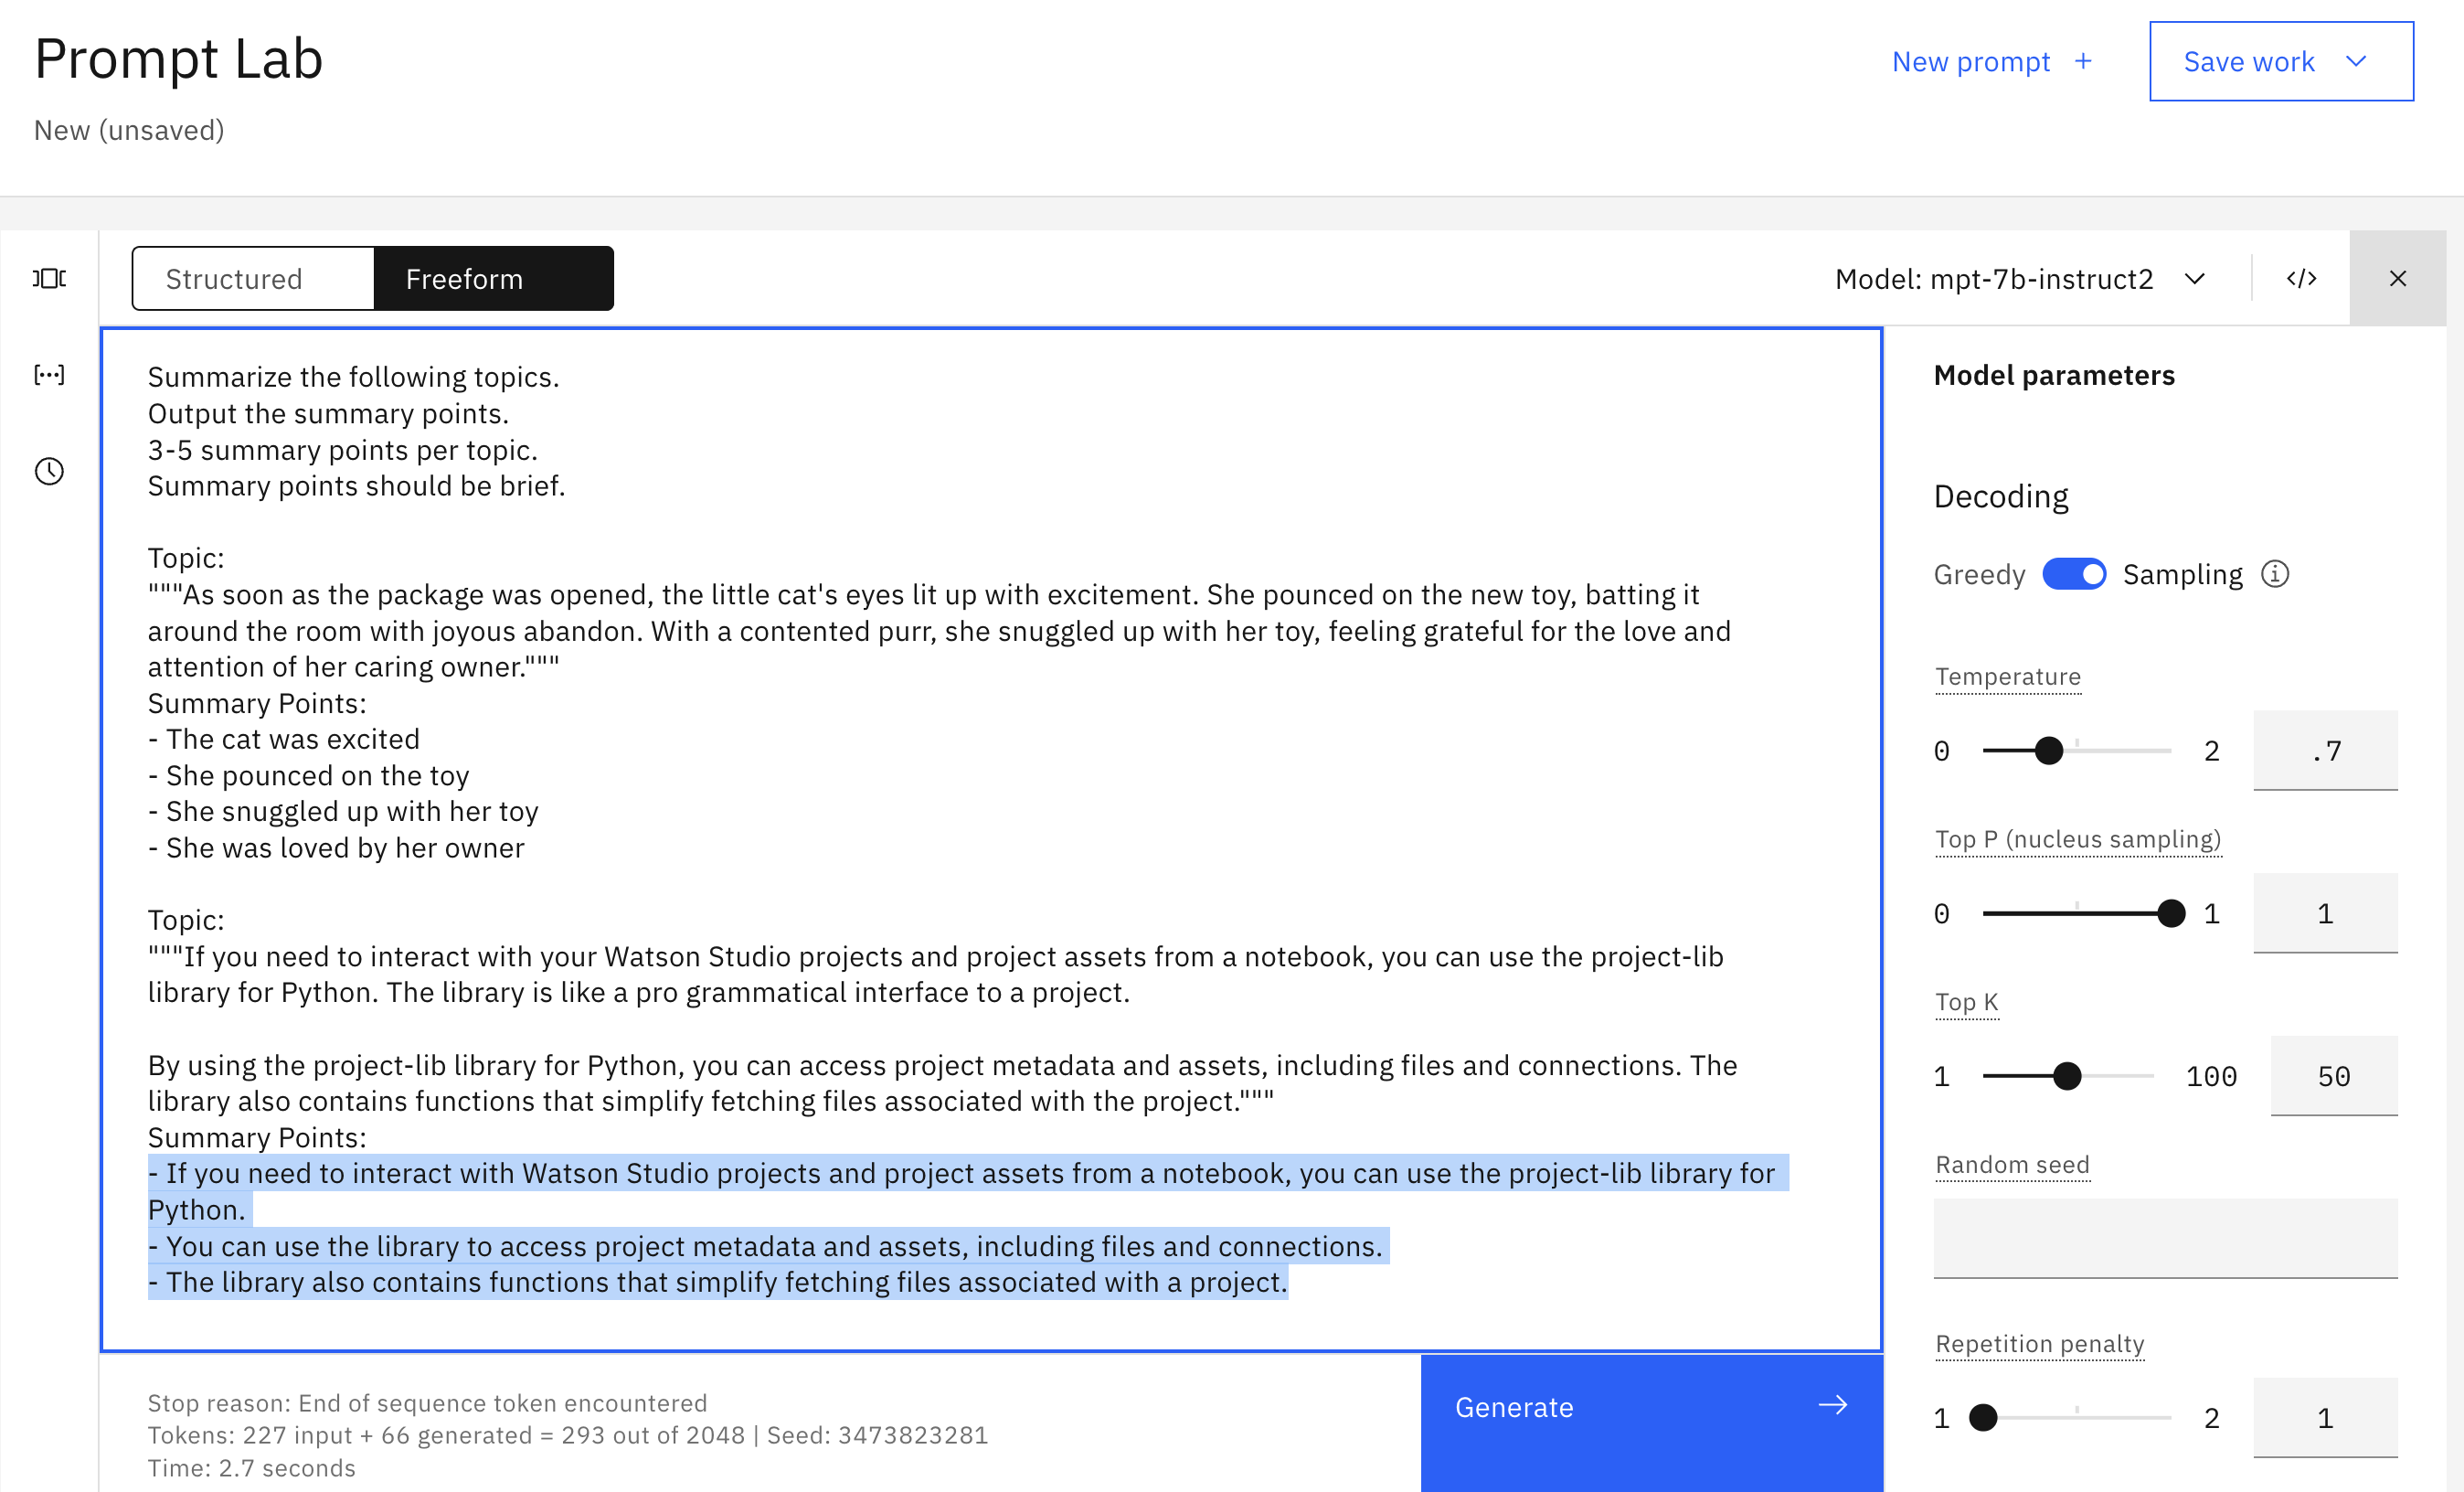 Prompt Lab
New (unsaved)
New prompt +
Save work
Structured
Freeform
Model: mpt-7b-instruct2
Summarize the following topics.
Output the summary points.
3-5 summary points per topic.
Summary points should be brief.
Topic:
"""As soon as the package was opened, the little cat's eyes lit up with excitement. She pounced on the new toy, batting it
around the room with joyous abandon. With a contented purr, she snuggled up with her toy, feeling grateful for the love and
attention of her caring owner."""
Summary Points:
- The cat was excited
- She pounced on the toy
- She snuggled up with her toy
- She was loved by her owner
Topic:
"""If you need to interact with your Watson Studio projects and project assets from a notebook, you can use the project-lib
library for Python. The library is like a pro grammatical interface to a project.
By using the project-lib library for Python, you can access project metadata and assets, including files and connections. The
library also contains functions that simplify fetching files associated with the project."""
Summary Points:
- If you need to interact with Watson Studio projects and project assets from a notebook, you can use the project-lib library for
Python.
- You can use the library to access project metadata and assets, including files and connections.
- The library also contains functions that simplify fetching files associated with a project.
Stop reason: End of sequence token encountered
Tokens: 227 input + 66 generated = 293 out of 2048 | Seed: 3473823281
Time: 2.7 seconds
Generate
Model parameters
Decoding
Greedy
Sampling
Temperature
0 2 .7
Top P (nucleus sampling)
0 1 1
Top K
1 100 50
Random seed
Repetition penalty
1 2 1